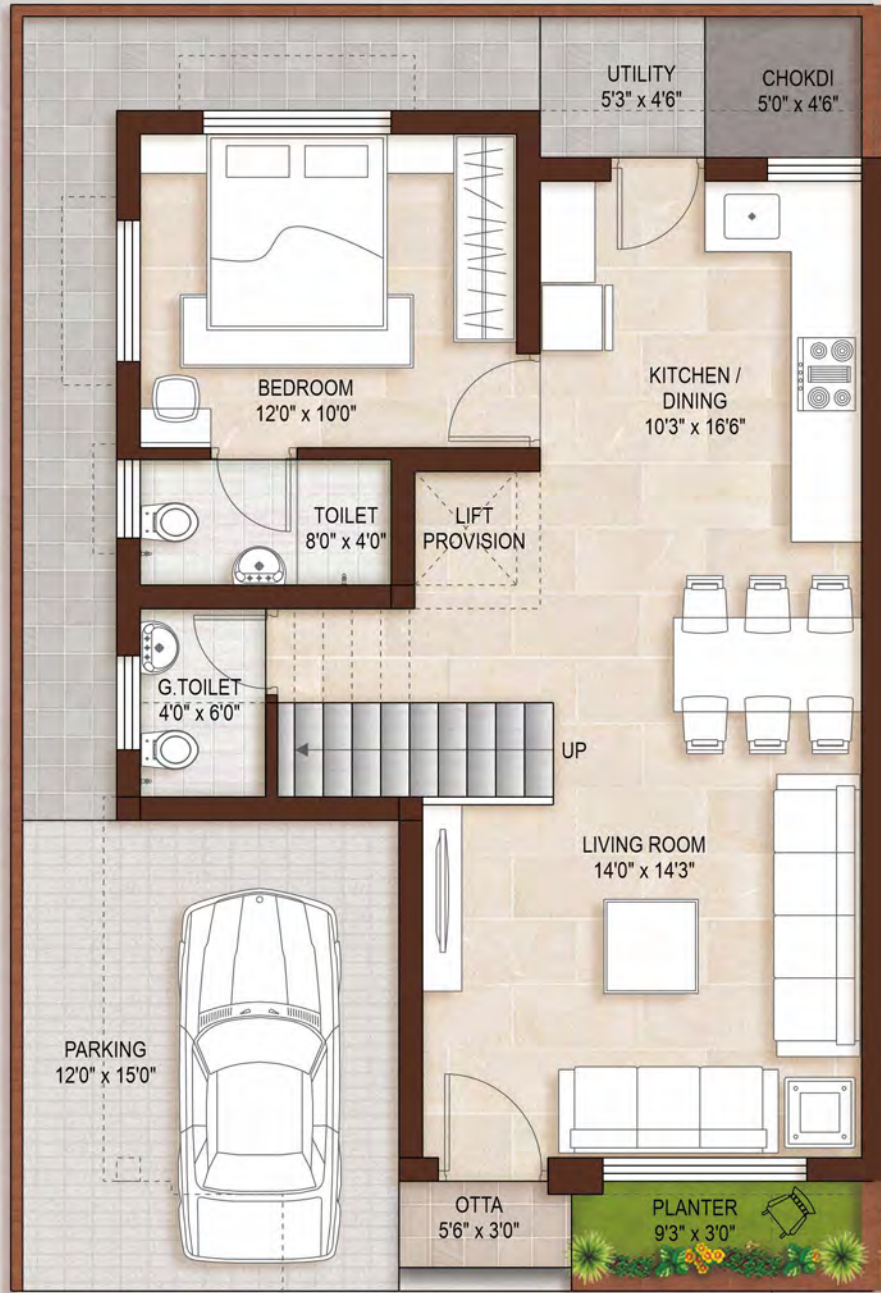 UTILITY
5'3" x 4'6"
CHOKDI
5'0" x 4'6"
BEDROOM
12'0" x 10'0"
KITCHEN /
DINING
10'3" x 16'6"
TOILET
8'0" x 4'0"
LIFT
PROVISION
G.TOILET
4'0" x 6'0"
UP
LIVING ROOM
14'0" x 14'3"
PARKING
12'0" x 15'0"
OTTA
5'6" x 3'0"
PLANTER
9'3" x 3'0"